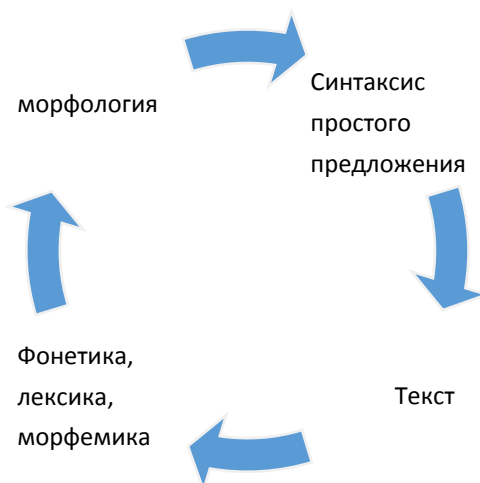 морфология
Синтаксис
простого
предложения
Фонетика,
лексика,
морфемика
Текст